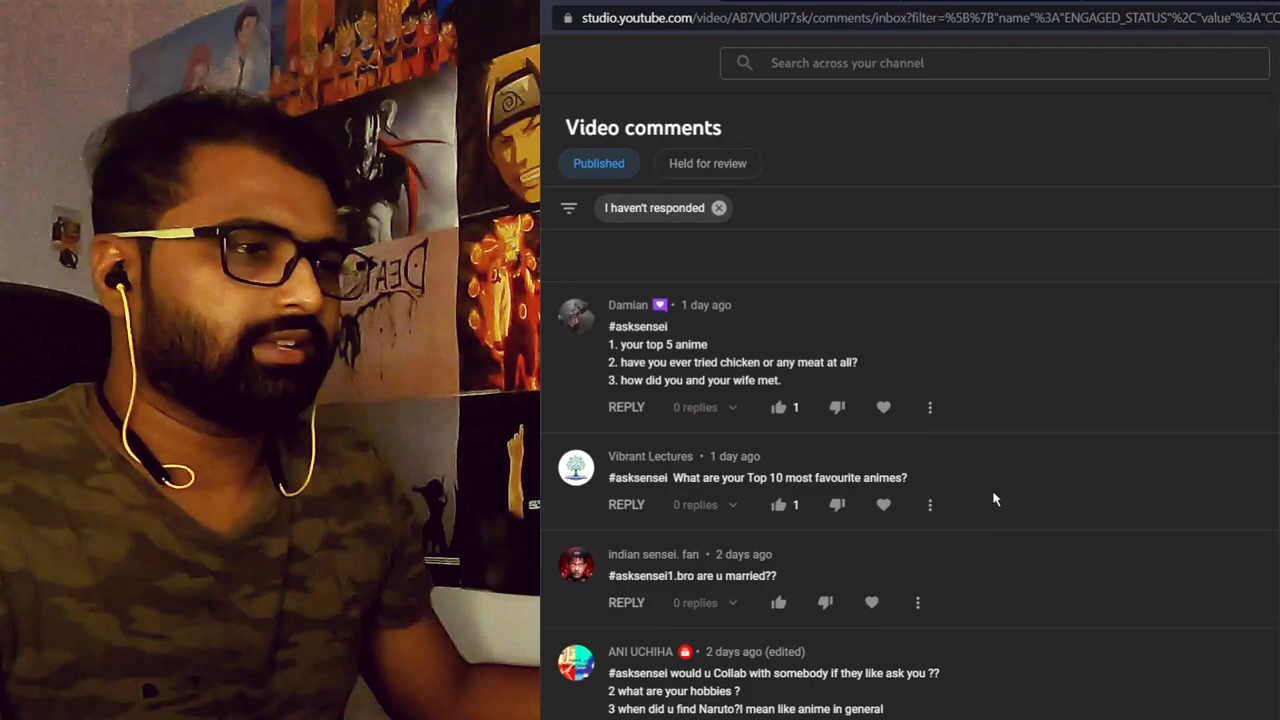 studio.youtube.com/video/AB7VOlUP7sk/comments/inbox?filter=%5B%7B"name"%3A"ENGAGED_STATUS"%2C"value"%3A"CO
Search across your channel
Video comments
Published
Held for review
I haven't responded
Damian • 1 day ago
#asksensei
1. your top 5 anime
2. have you ever tried chicken or any meat at all?
3. how did you and your wife met.
REPLY 0 replies 1
Vibrant Lectures • 1 day ago
#asksensei What are your Top 10 most favourite animes?
REPLY 0 replies 1
indian sensei. fan • 2 days ago
#asksensei1.bro are u married??
REPLY 0 replies
ANI UCHIHA • 2 days ago (edited)
#asksensei would u Collab with somebody if they like ask you ??
2 what are your hobbies ?
3 when did u find Naruto?I mean like anime in general
DEAT